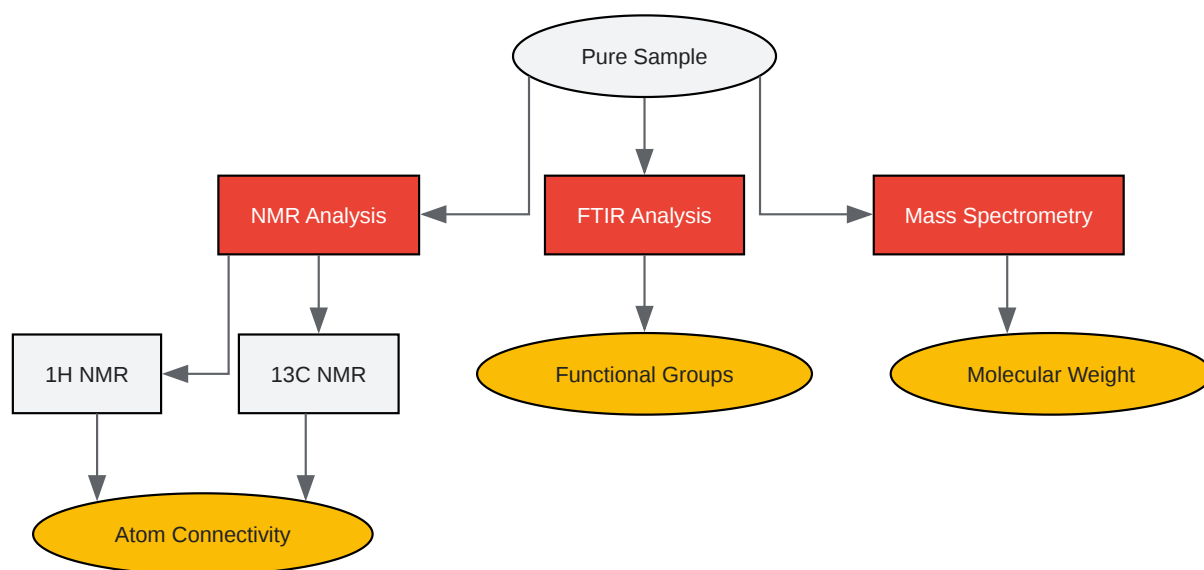 Pure Sample
NMR Analysis
FTIR Analysis
Mass Spectrometry
1H NMR
13C NMR
Functional Groups
Molecular Weight
Atom Connectivity